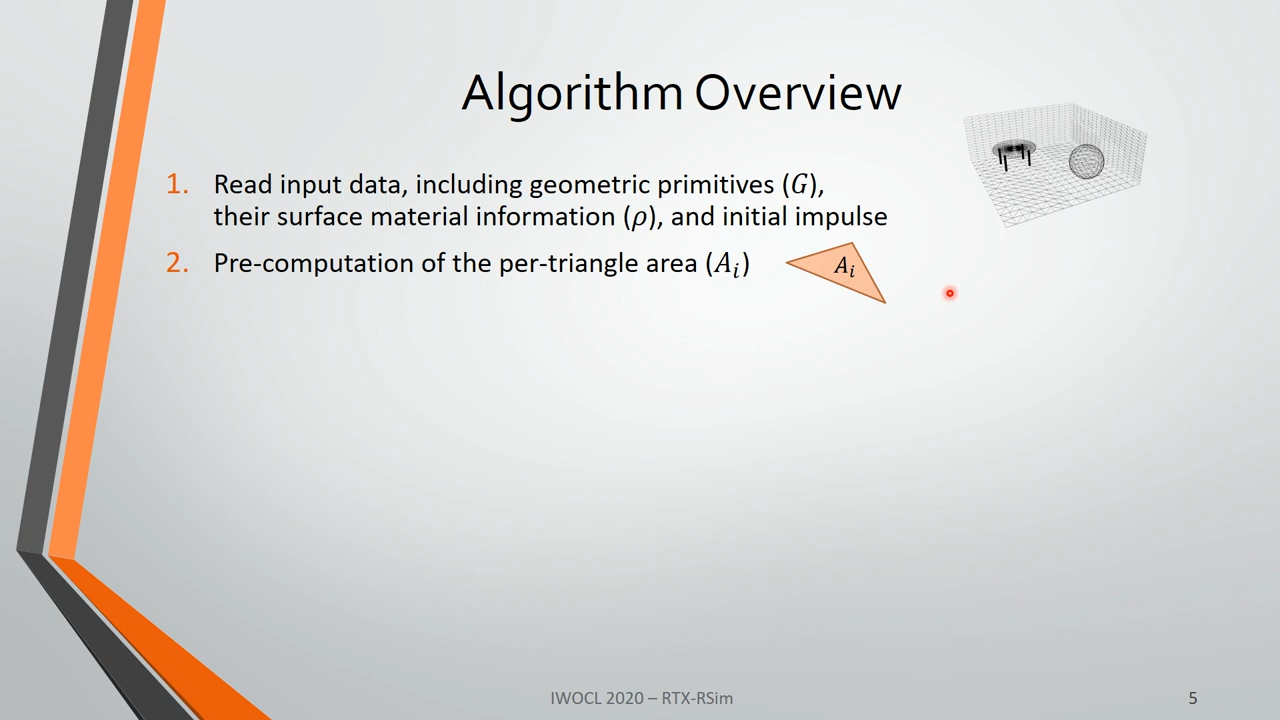 Algorithm Overview
1. Read input data, including geometric primitives (G),
their surface material information (ρ), and initial impulse
2. Pre-computation of the per-triangle area (Aᵢ)
Aᵢ
IWOCL 2020 – RTX-RSim
5